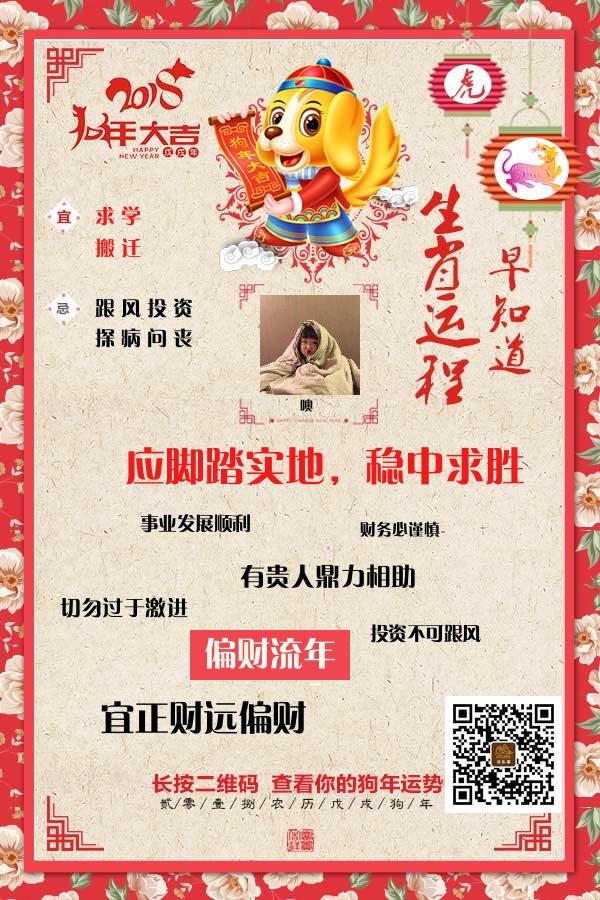 2018
狗年大吉
HAPPY
NEW YEAR
戊戌年
狗年大吉
虎
生肖运程
早知道
宜
求学
搬迁
忌
跟风投资
探病问丧
噢
HAPPY CHINESE NEW YEAR
应脚踏实地，稳中求胜
事业发展顺利
财务必谨慎
有贵人鼎力相助
切勿过于激进
投资不可跟风
偏财流年
宜正财远偏财
长按二维码 查看你的狗年运势
贰/零/壹/捌/农/历/戊/戌/狗/年